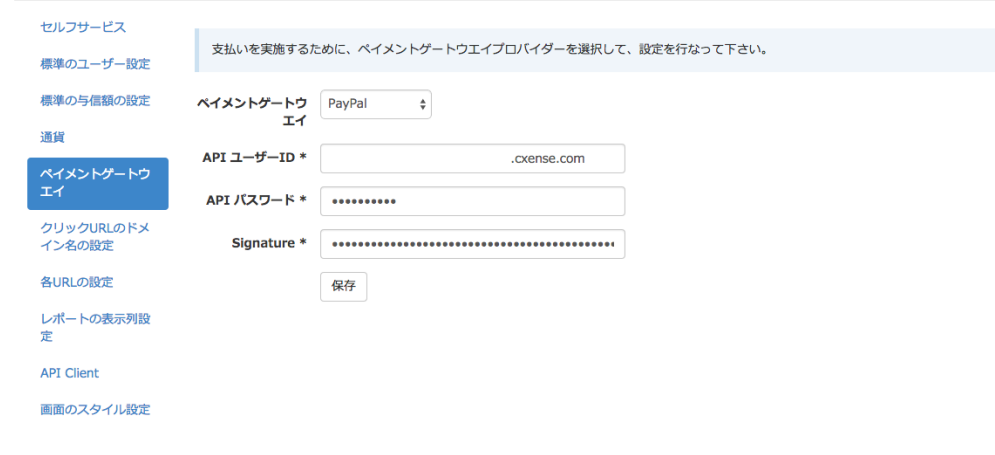 セルフサービス
標準のユーザー設定
標準の与信額の設定
通貨
ペイメントゲートウ
エイ
クリックURLのドメ
イン名の設定
各URLの設定
レポートの表示列設
定
API Client
画面のスタイル設定
支払いを実施するために、ペイメントゲートウエイプロバイダーを選択して、設定を行なって下さい。
ペイメントゲートウ
エイ
PayPal
API ユーザーID *
.cxense.com
API パスワード *
••••••••••
Signature *
••••••••••••••••••••••••••••••••••••••••••••
保存